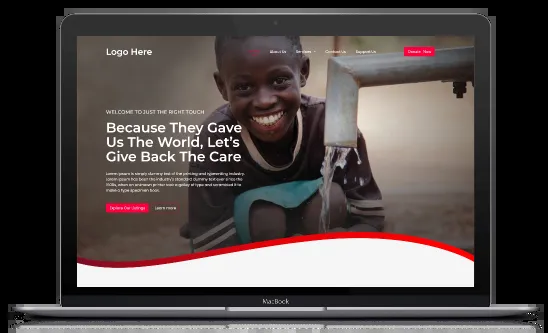 Logo Here
About Us Services Contact Us Support Us Donate Now
WELCOME TO JUST THE RIGHT TOUCH
Because They Gave
Us The World, Let's
Give Back The Care
Lorem Ipsum is simply dummy text of the printing and typesetting industry.
Lorem Ipsum has been the industry's standard dummy text ever since the
1500s, when an unknown printer took a galley of type and scrambled it to
make a type specimen book.
Explore Our Listings Learn more
MacBook